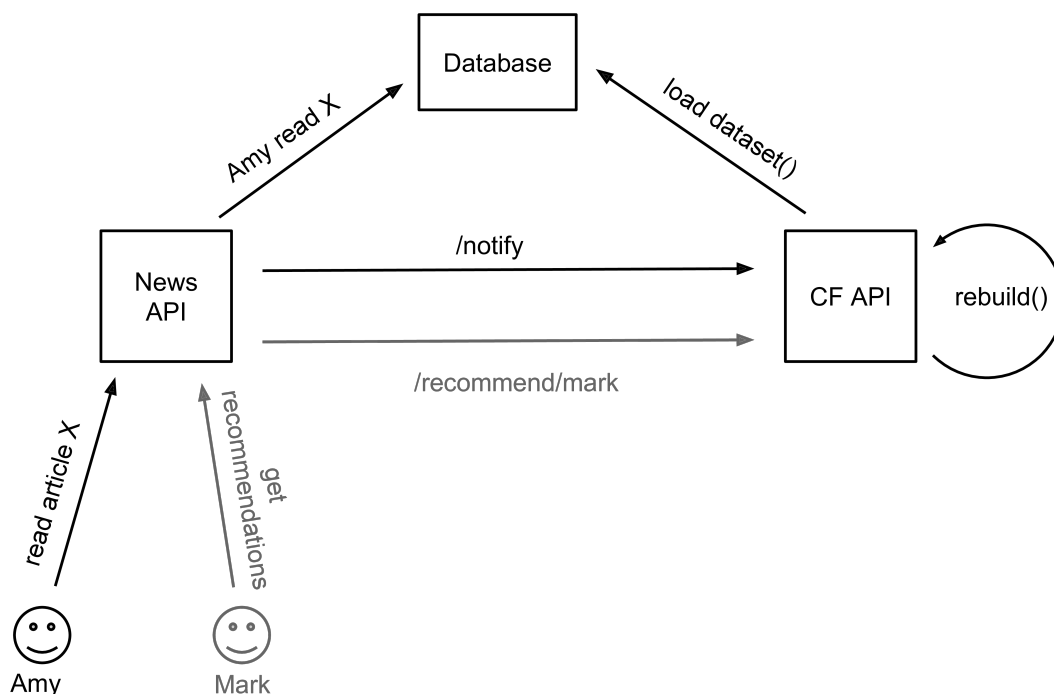 Database
Amy read X
load dataset()
/notify
News
API
CF API
rebuild()
/recommend/mark
read article X
get
recommendations
Amy
Mark